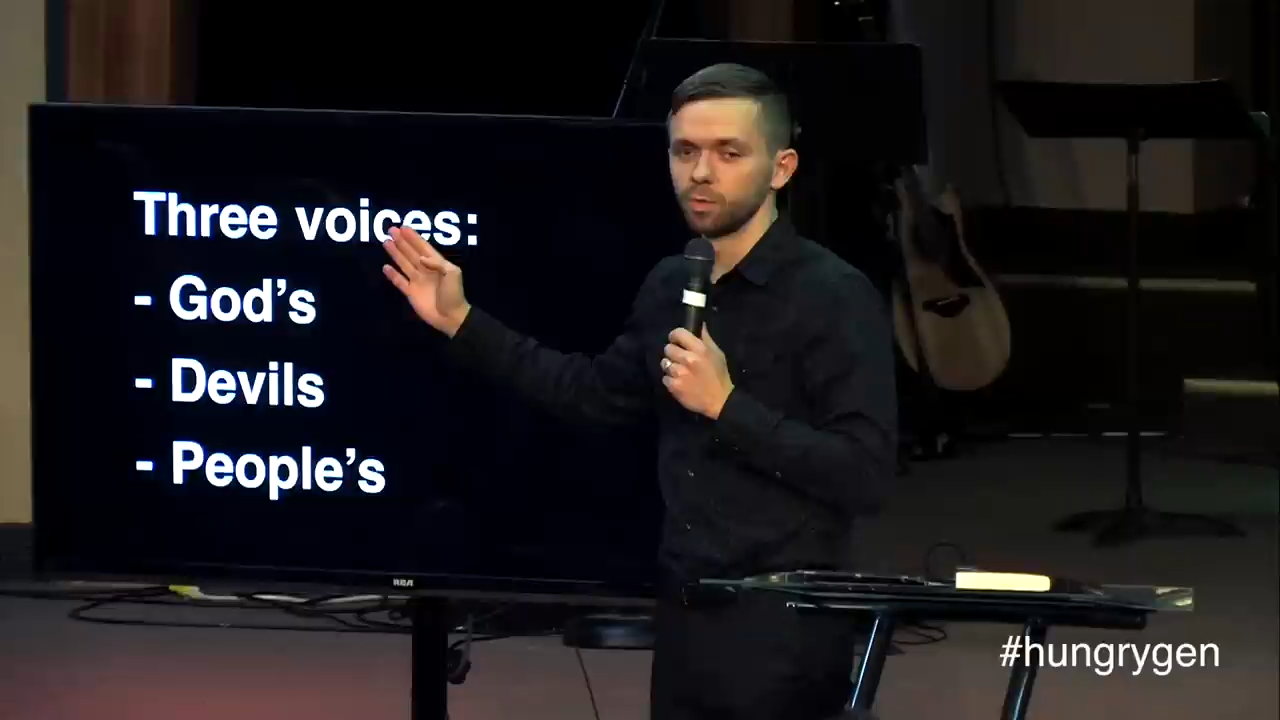 Three voices:
- God’s
- Devils
- People’s
RCA
#hungrygen